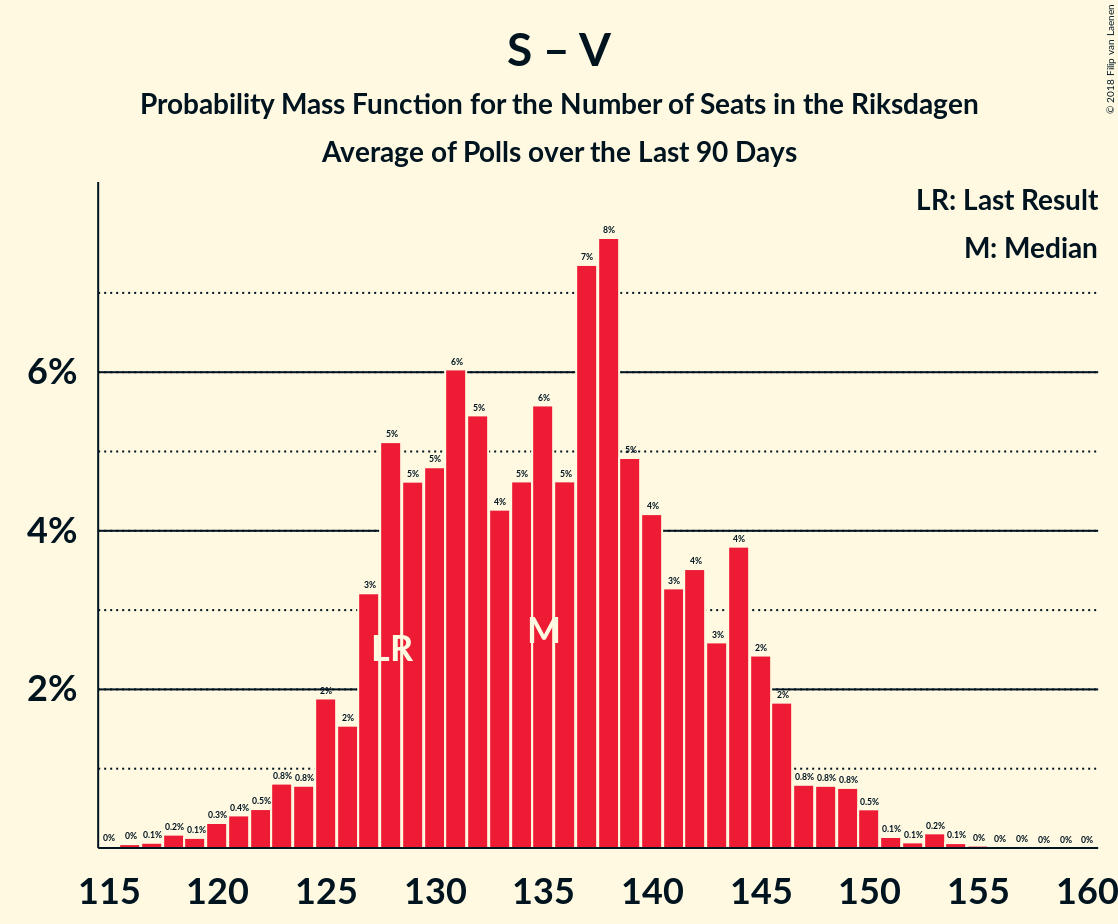 S – V
Probability Mass Function for the Number of Seats in the Riksdagen
Average of Polls over the Last 90 Days
© 2018 Filip van Laenen
LR: Last Result
M: Median
6%
4%
2%
0% 0% 0.1% 0.2% 0.1% 0.3% 0.4% 0.5% 0.8% 0.8% 2% 2% 3% 5% 5% 5% 6% 5% 4% 5% 6% 5% 7% 8% 5% 4% 3% 4% 3% 4% 2% 2% 0.8% 0.8% 0.8% 0.5% 0.1% 0.1% 0.2% 0.1% 0% 0% 0% 0% 0% 0%
LR M
115 120 125 130 135 140 145 150 155 160